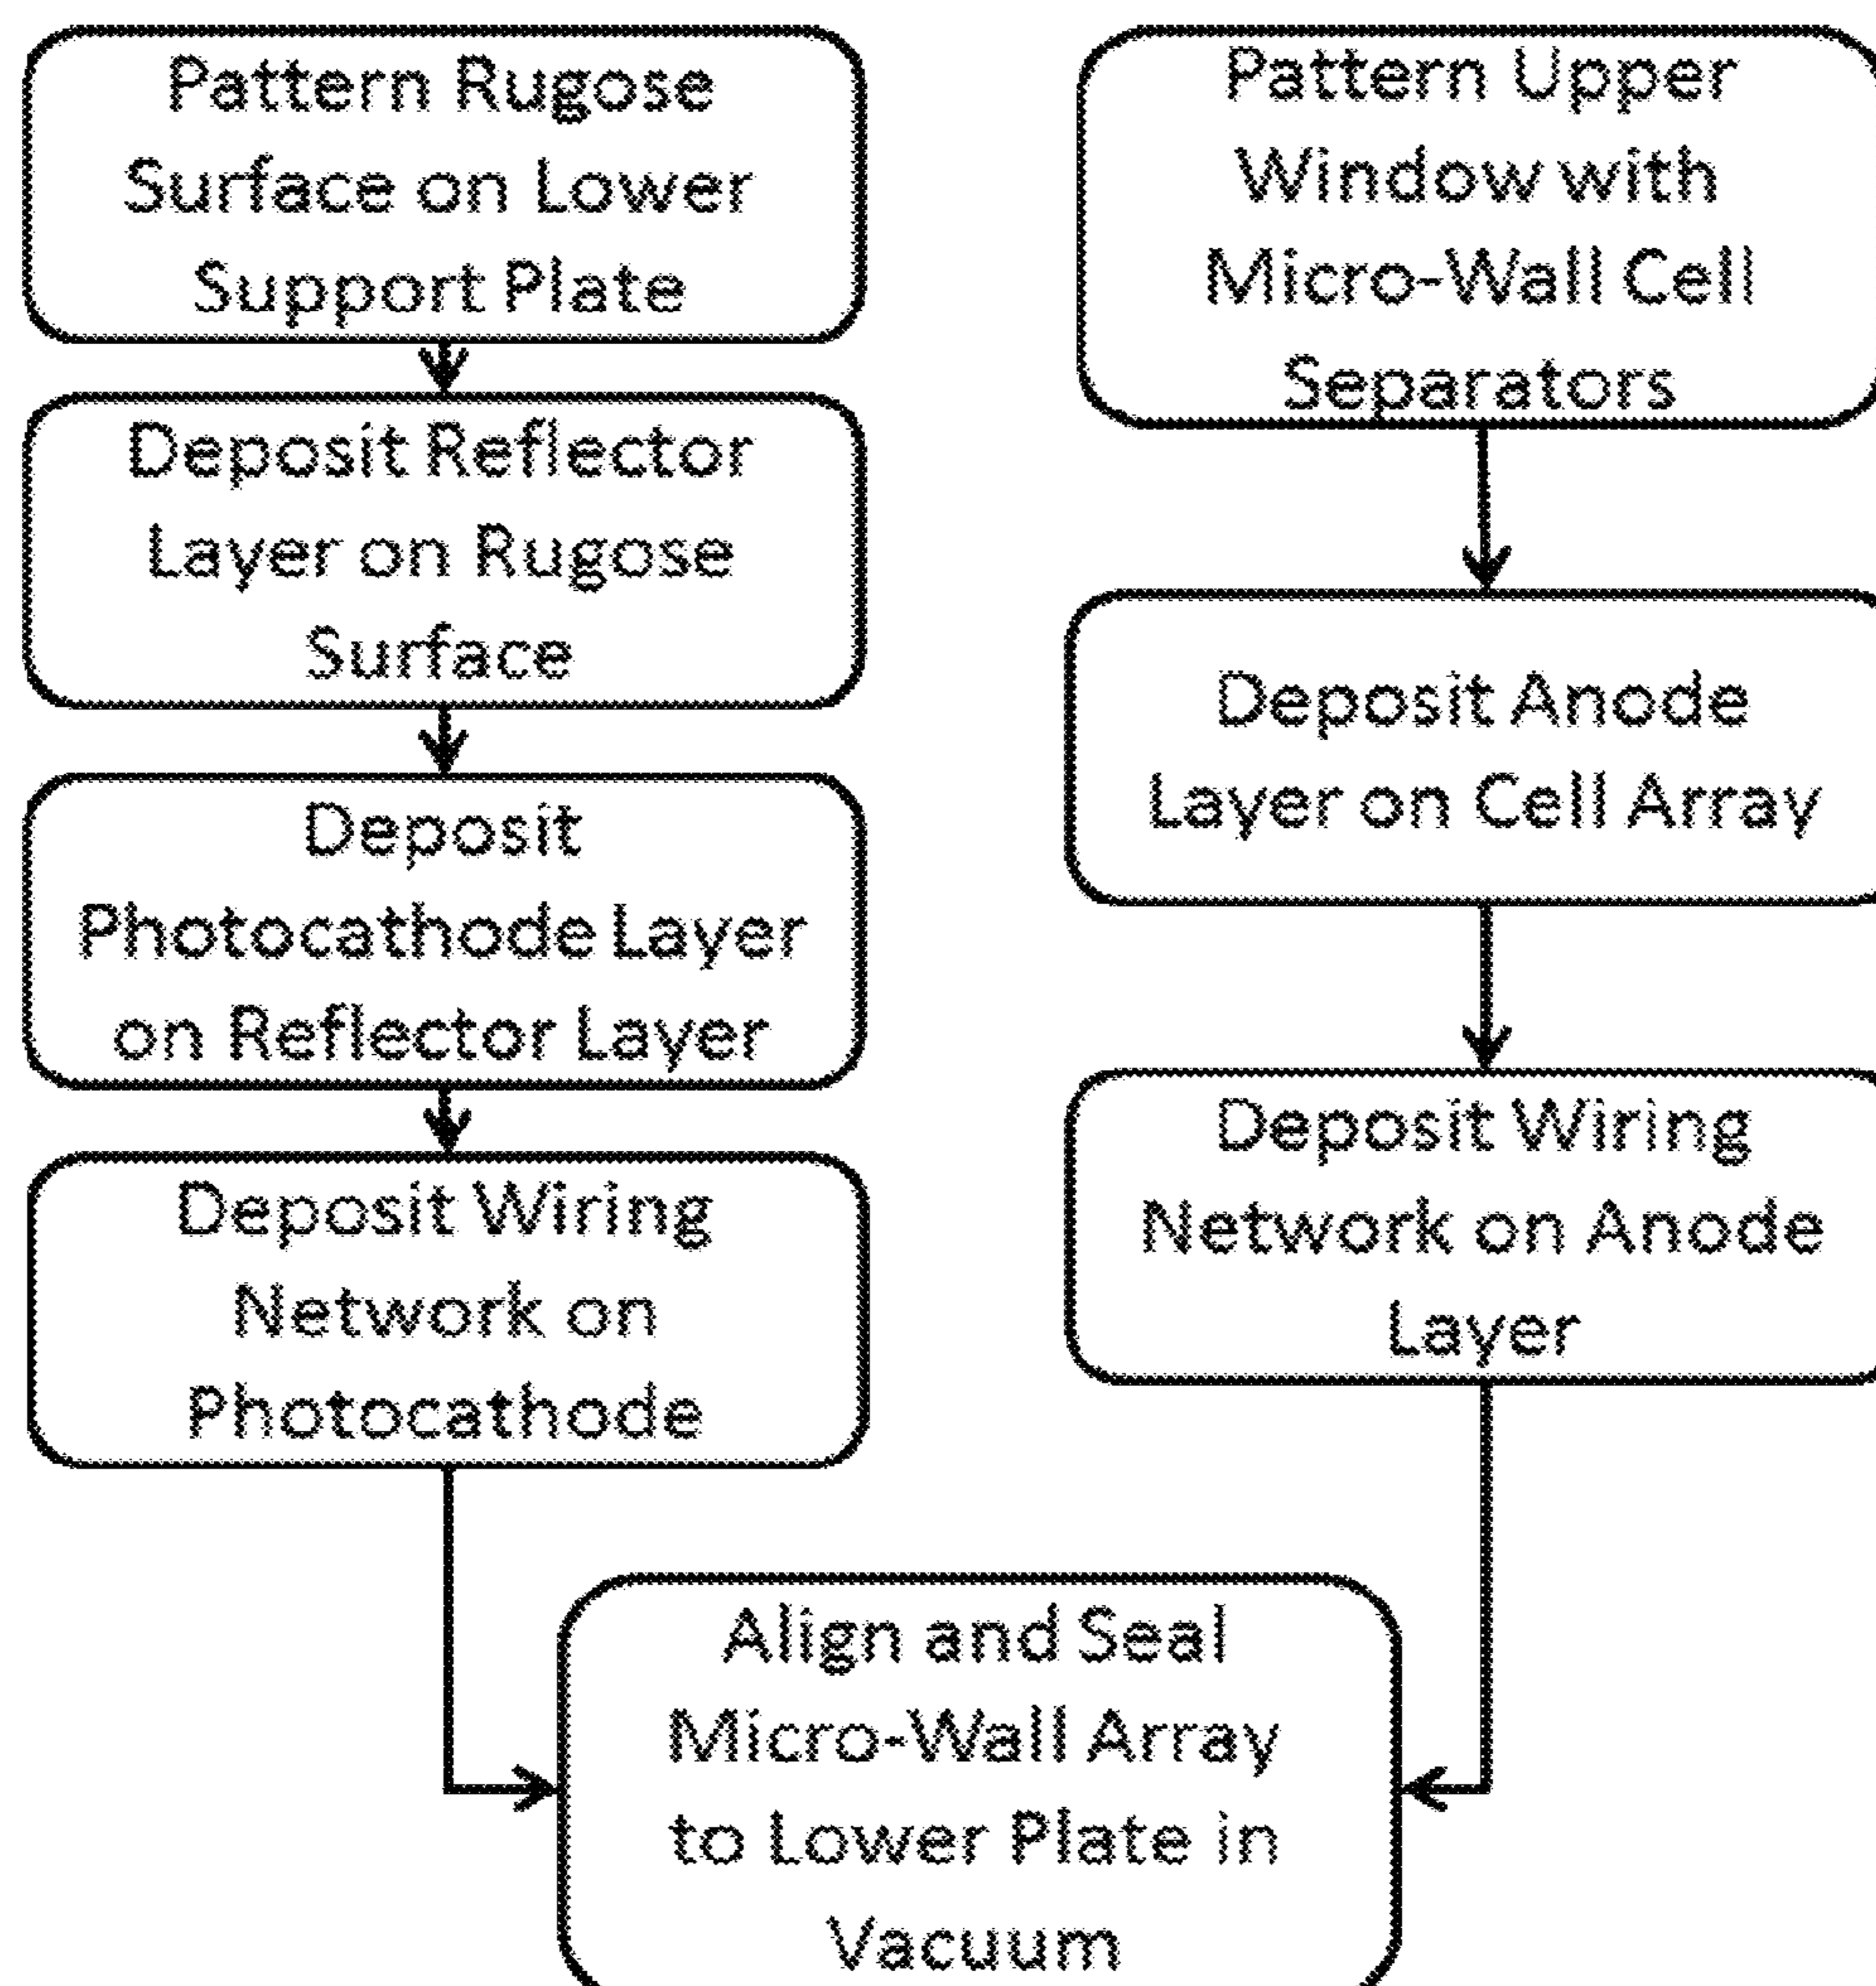 Pattern Rugose
Surface on Lower
Support Plate
Deposit Reflector
Layer on Rugose
Surface
Deposit
Photocathode Layer
on Reflector Layer
Deposit Wiring
Network on
Photocathode
Pattern Upper
Window with
Micro-Wall Cell
Separators
Deposit Anode
Layer on Cell Array
Deposit Wiring
Network on Anode
Layer
Align and Seal
Micro-Wall Array
to Lower Plate in
Vacuum